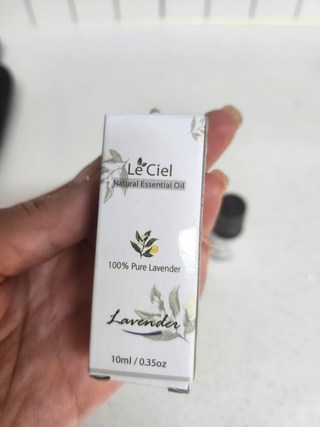 Le Ciel
Natural Essential Oil
100% Pure Lavender
Lavender
10ml / 0.35oz